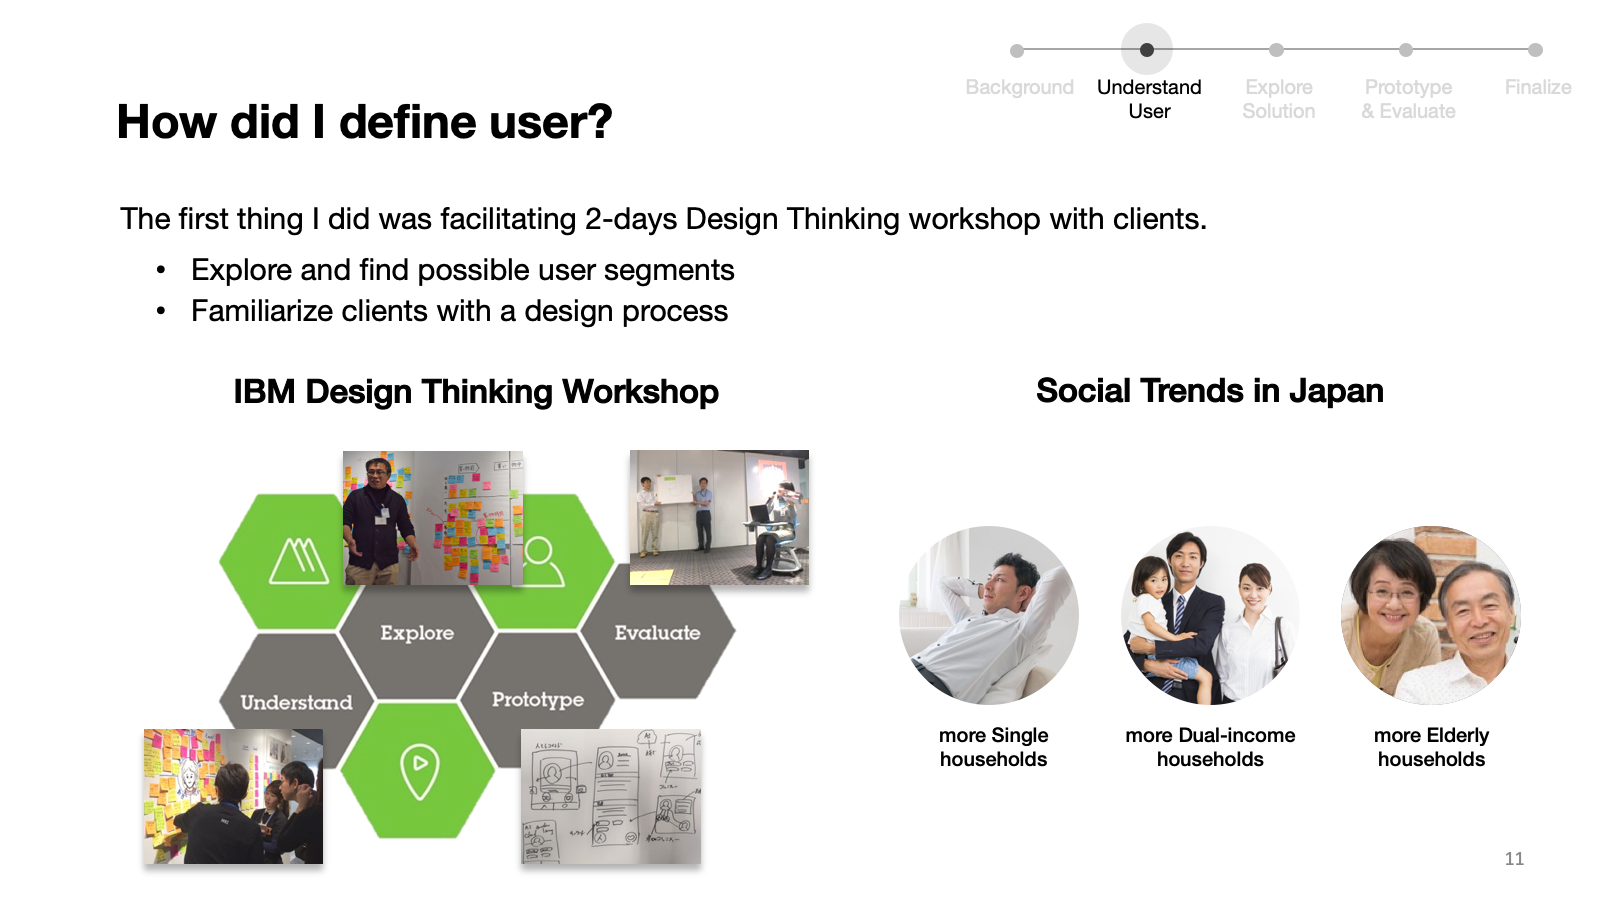 Background
Understand
User
Explore
Solution
Prototype
& Evaluate
Finalize
How did I define user?
The first thing I did was facilitating 2-days Design Thinking workshop with clients.
• Explore and find possible user segments
• Familiarize clients with a design process
IBM Design Thinking Workshop
Explore
Evaluate
Understand
Prototype
Social Trends in Japan
more Single
households
more Dual-income
households
more Elderly
households
11